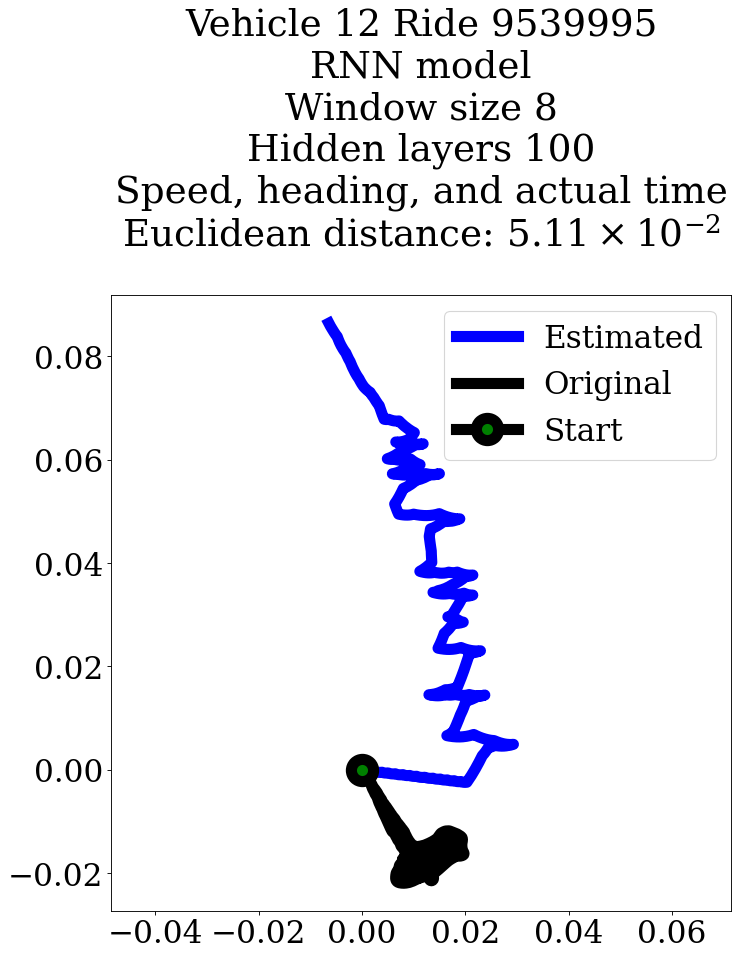 Vehicle 12 Ride 9539995
RNN model
Window size 8
Hidden layers 100
Speed, heading, and actual time
Euclidean distance: 5.11 × 10⁻²
Estimated
Original
Start
0.08
0.06
0.04
0.02
0.00
−0.02
−0.04 −0.02 0.00 0.02 0.04 0.06